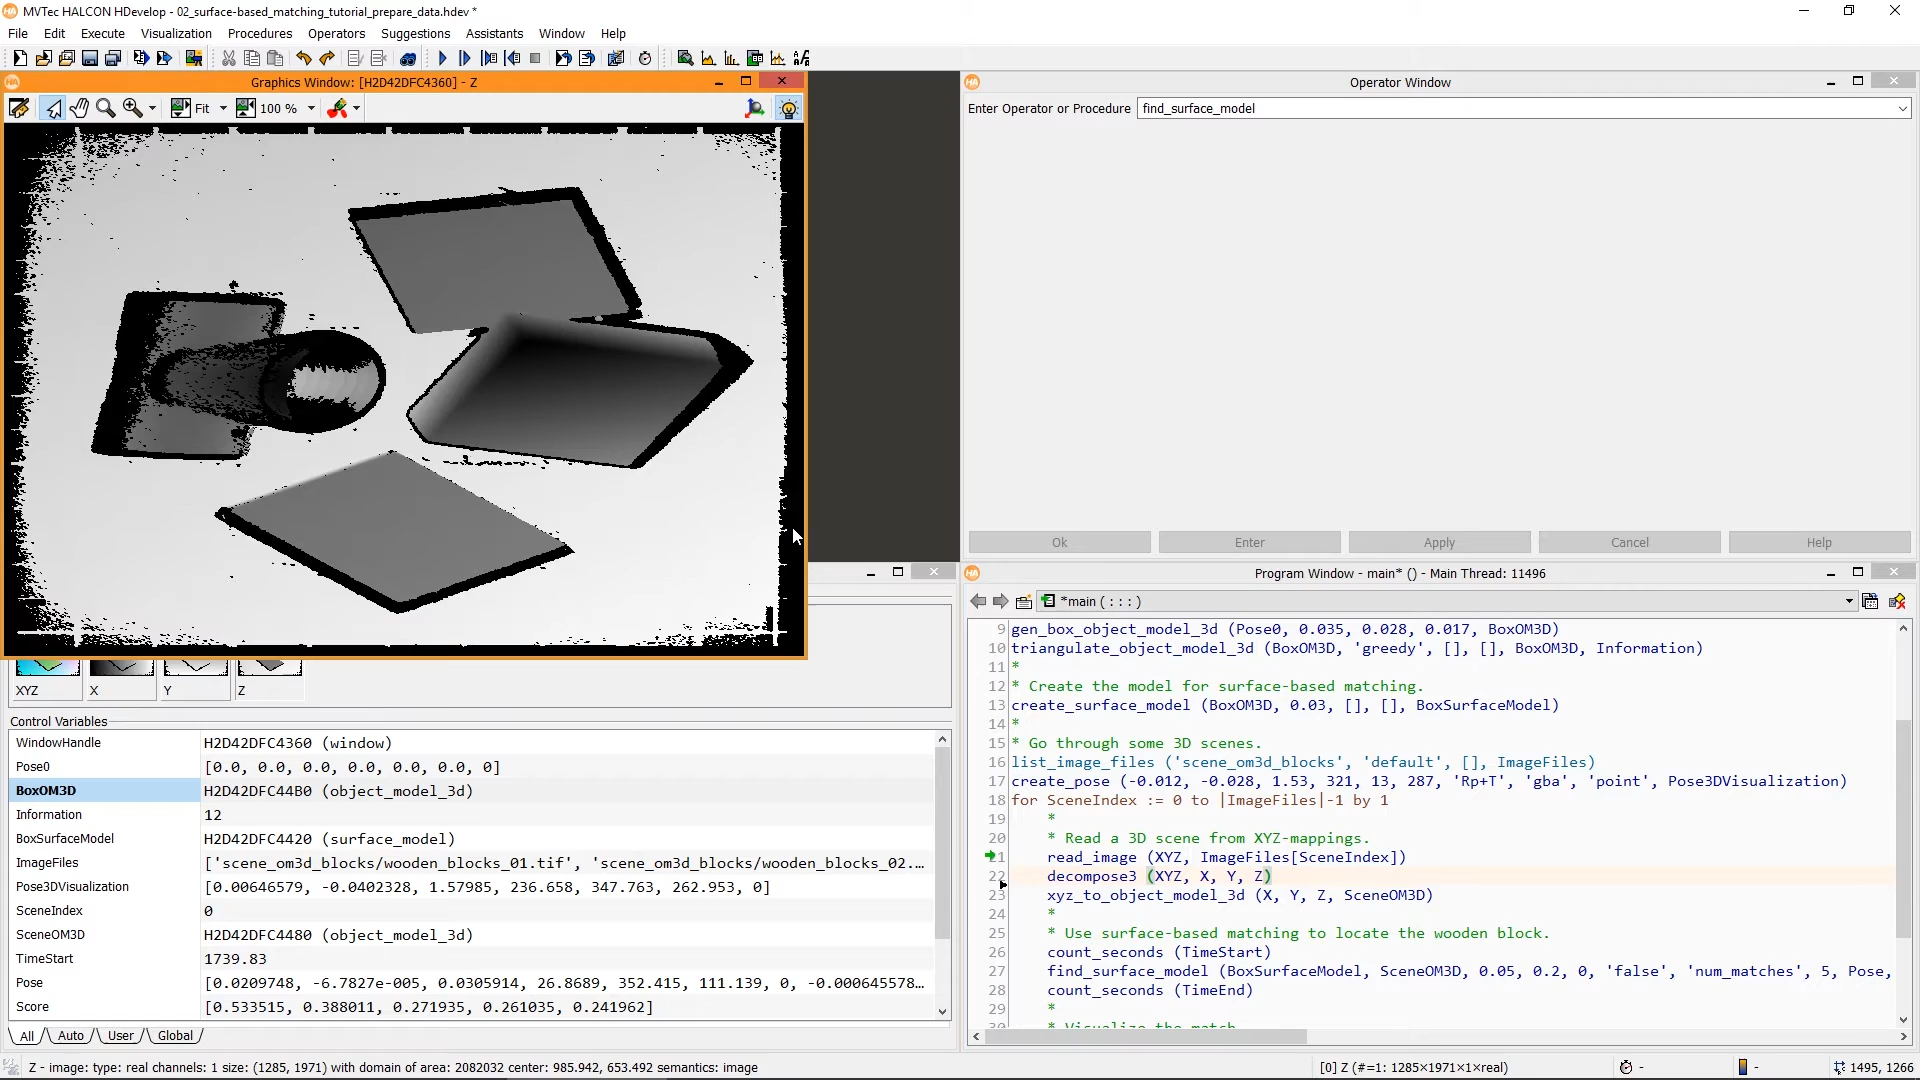 MVTec HALCON HDevelop - 02_surface-based_matching_tutorial_prepare_data.hdev *
File Edit Execute Visualization Procedures Operators Suggestions Assistants Window Help
Graphics Window: [H2D42DFC4360] - Z
Fit 100 %
Operator Window
Enter Operator or Procedure find_surface_model
Ok Enter Apply Cancel Help
XYZ X Y Z
Control Variables
WindowHandle H2D42DFC4360 (window)
Pose0 [0.0, 0.0, 0.0, 0.0, 0.0, 0.0, 0]
BoxOM3D H2D42DFC44B0 (object_model_3d)
Information 12
BoxSurfaceModel H2D42DFC4420 (surface_model)
ImageFiles ['scene_om3d_blocks/wooden_blocks_01.tif', 'scene_om3d_blocks/wooden_blocks_02....
Pose3DVisualization [0.00646579, -0.0402328, 1.57985, 236.658, 347.763, 262.953, 0]
SceneIndex 0
SceneOM3D H2D42DFC4480 (object_model_3d)
TimeStart 1739.83
Pose [0.0209748, -6.7827e-005, 0.0305914, 26.8689, 352.415, 111.139, 0, -0.000645578...
Score [0.533515, 0.388011, 0.271935, 0.261035, 0.241962]
All Auto User Global
Program Window - main* () - Main Thread: 11496
*main ( : : : )
9 gen_box_object_model_3d (Pose0, 0.035, 0.028, 0.017, BoxOM3D)
10 triangulate_object_model_3d (BoxOM3D, 'greedy', [], [], BoxOM3D, Information)
11 *
12 * Create the model for surface-based matching.
13 create_surface_model (BoxOM3D, 0.03, [], [], BoxSurfaceModel)
14 *
15 * Go through some 3D scenes.
16 list_image_files ('scene_om3d_blocks', 'default', [], ImageFiles)
17 create_pose (-0.012, -0.028, 1.53, 321, 13, 287, 'Rp+T', 'gba', 'point', Pose3DVisualization)
18 for SceneIndex := 0 to |ImageFiles|-1 by 1
19 *
20 * Read a 3D scene from XYZ-mappings.
21 read_image (XYZ, ImageFiles[SceneIndex])
22 decompose3 (XYZ, X, Y, Z)
23 xyz_to_object_model_3d (X, Y, Z, SceneOM3D)
24 *
25 * Use surface-based matching to locate the wooden block.
26 count_seconds (TimeStart)
27 find_surface_model (BoxSurfaceModel, SceneOM3D, 0.05, 0.2, 0, 'false', 'num_matches', 5, Pose,
28 count_seconds (TimeEnd)
29 *
30 * Visualize the match
Z - image: type: real channels: 1 size: (1285, 1971) with domain of area: 2082032 center: 985.942, 653.492 semantics: image
[0] Z (#=1: 1285×1971×1×real) - - 1495, 1266